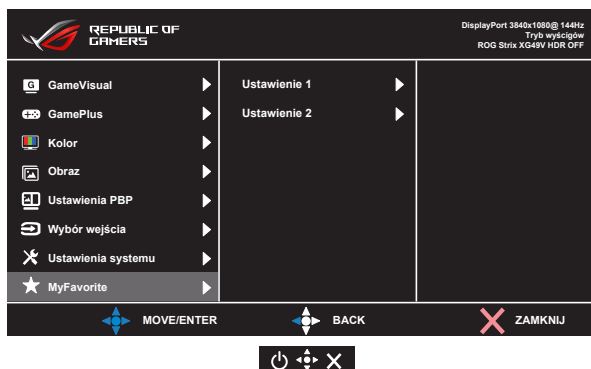 REPUBLIC OF
GAMERS
DisplayPort 3840x1080@ 144Hz
Tryb wyścigów
ROG Strix XG49V HDR OFF
G GameVisual
GamePlus
Kolor
Obraz
Ustawienia PBP
Wybór wejścia
Ustawienia systemu
MyFavorite
Ustawienie 1
Ustawienie 2
MOVE/ENTER
BACK
ZAMKNIJ